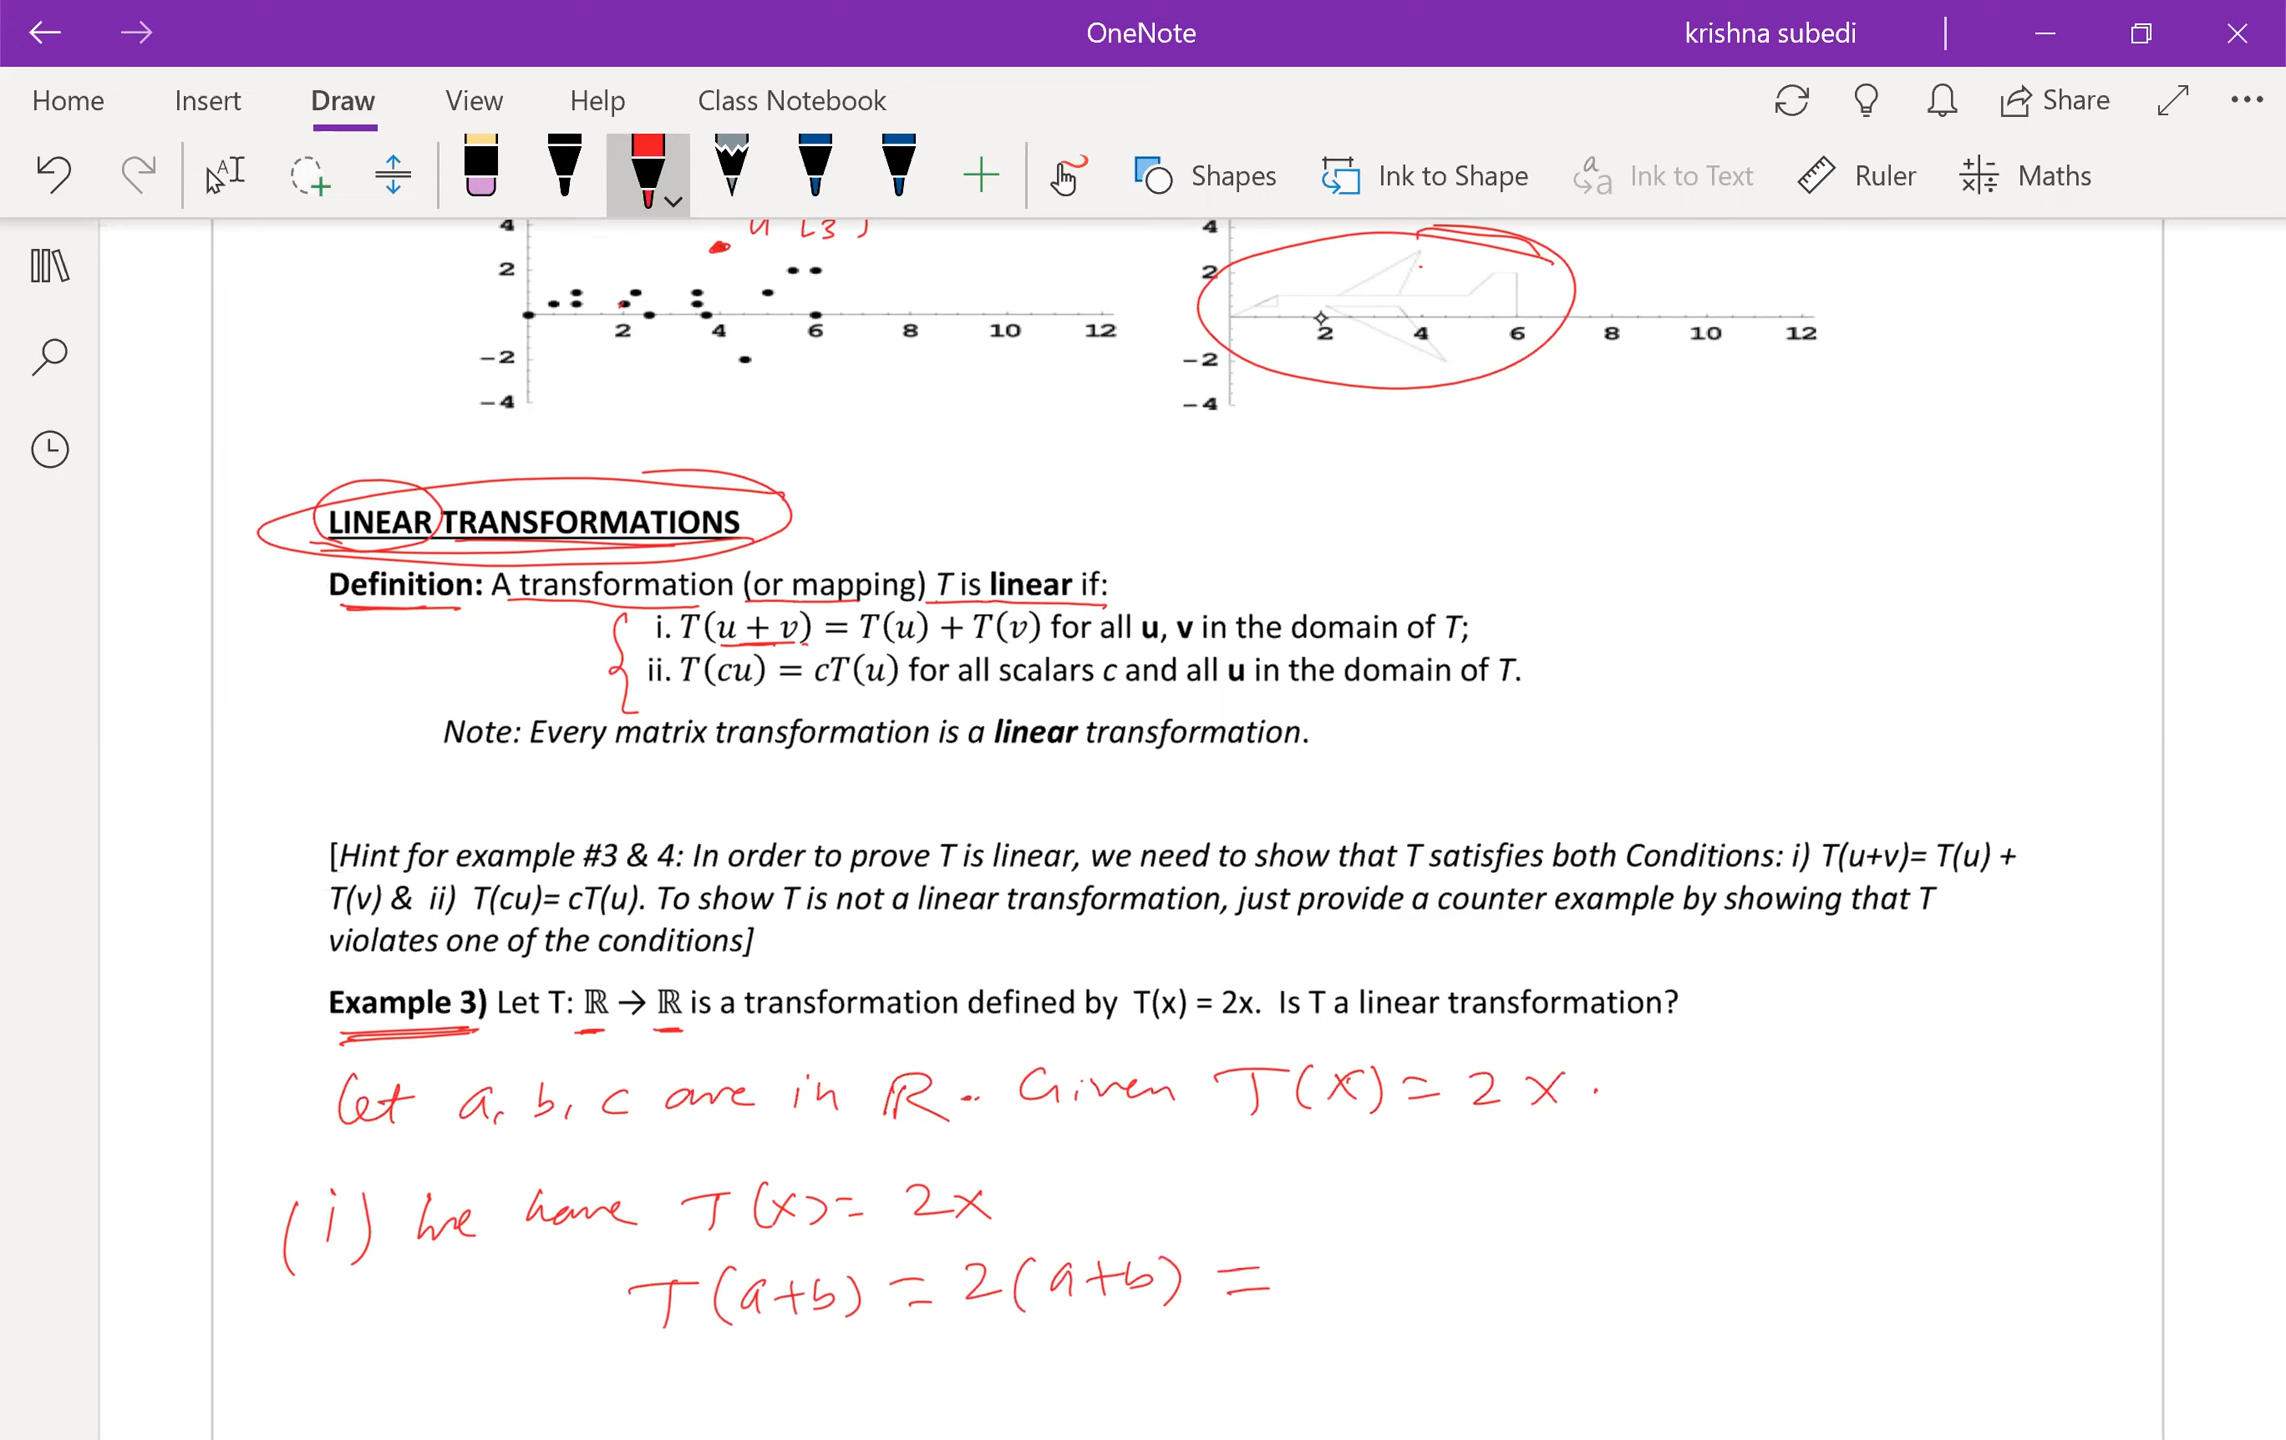 OneNote
krishna subedi
Home Insert Draw View Help Class Notebook Share
Shapes Ink to Shape Ink to Text Ruler Maths
4 4
2 2
2 4 6 8 10 12 2 4 6 8 10 12
-2 -2
-4 -4
LINEAR TRANSFORMATIONS
Definition: A transformation (or mapping) T is linear if:
i. T(u + v) = T(u) + T(v) for all u, v in the domain of T;
ii. T(cu) = cT(u) for all scalars c and all u in the domain of T.
Note: Every matrix transformation is a linear transformation.
[Hint for example #3 & 4: In order to prove T is linear, we need to show that T satisfies both Conditions: i) T(u+v)= T(u) +
T(v) & ii) T(cu)= cT(u). To show T is not a linear transformation, just provide a counter example by showing that T
violates one of the conditions]
Example 3) Let T: ℝ → ℝ is a transformation defined by T(x) = 2x. Is T a linear transformation?
Let a, b, c are in ℝ. Given T(x) = 2x.
(i) We have T(x) = 2x
T(a+b) = 2(a+b) =